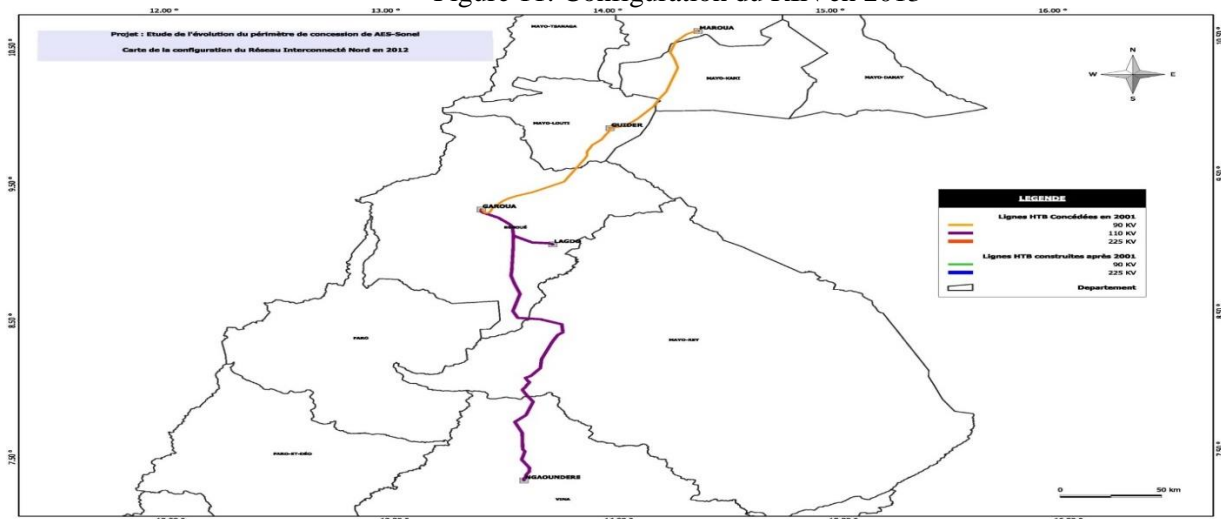 Figure 11: Configuration du RIN en 2013
12.00 °
13.00 °
14.00 °
15.00 °
16.00 °
Projet : Etude de l'évolution du périmètre de concession de AES-Sonel
Carte de la configuration du Réseau Interconnecté Nord en 2012
MAYO-TSANAGA
MAROUA
MAYO-KANI
MAYO-DANAY
N
W
E
S
10.50 °
MAYO-LOUTI
GUIDER
9.50 °
GAROUA
BENOUÉ
LAGDO
LEGENDE
Lignes HTB Concédées en 2001
90 KV
110 KV
225 KV
Lignes HTB construites après 2001
90 KV
225 KV
Departement
8.50 °
FARO
MAYO-REY
7.50 °
FARO-ET-DÉO
NGAOUNDERE
VINA
0
50 km